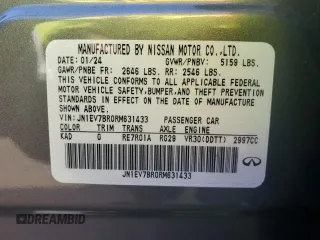 MANUFACTURED BY NISSAN MOTOR CO., LTD.
DATE: 01/24 GVWR/PNBV: 5159 LBS.
GAWR/PNBE FR: 2646 LBS. RR: 2546 LBS.
THIS VEHICLE CONFORMS TO ALL APPLICABLE FEDERAL
MOTOR VEHICLE SAFETY, BUMPER, AND THEFT PREVENTION
STANDARDS IN EFFECT ON THE DATE OF MANUFACTURE
SHOWN ABOVE.
VIN: JN1EV7BR0RM631433 PASSENGER CAR
COLOR TRIM TRANS AXLE ENGINE
KAD G RE7R01A RG29 VR30(DDTT) 2997CC
JN1EV7BR0RM631433
DREAMBID